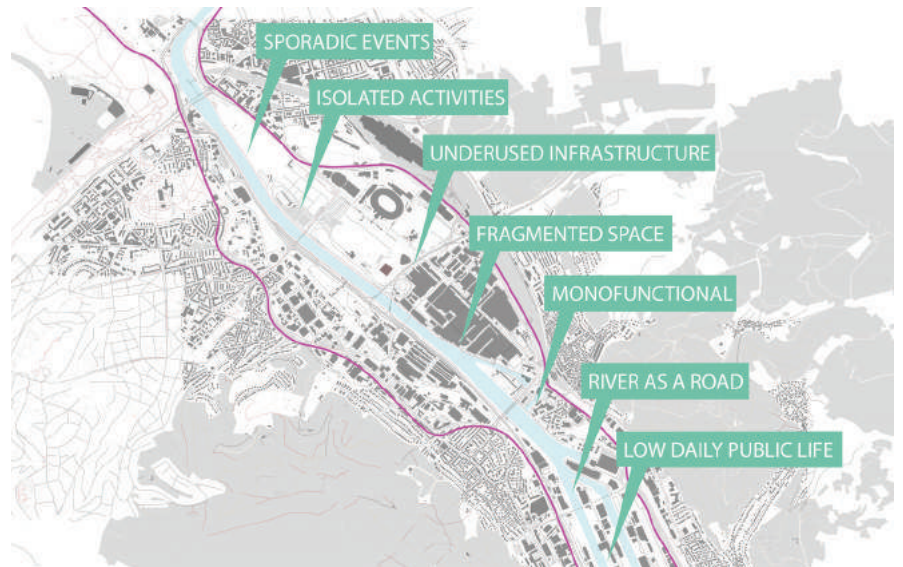 SPORADIC EVENTS
ISOLATED ACTIVITIES
UNDERUSED INFRASTRUCTURE
FRAGMENTED SPACE
MONOFUNCTIONAL
RIVER AS A ROAD
LOW DAILY PUBLIC LIFE